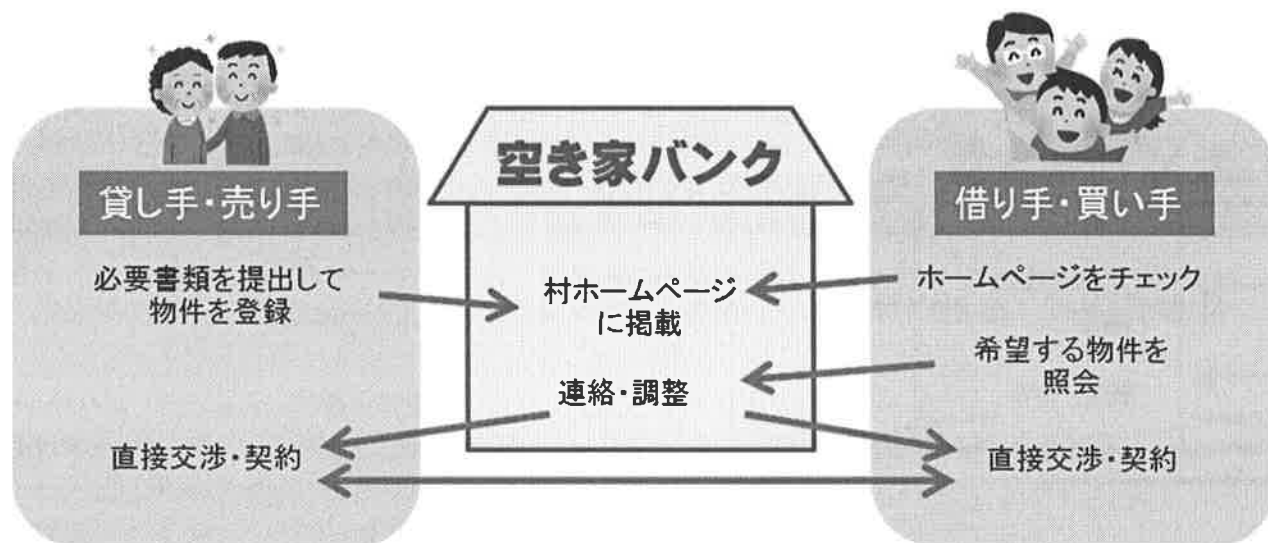 空き家バンク
貸し手・売り手
必要書類を提出して
物件を登録
直接交渉・契約
村ホームページ
に掲載
連絡・調整
借り手・買い手
ホームページをチェック
希望する物件を
照会
直接交渉・契約